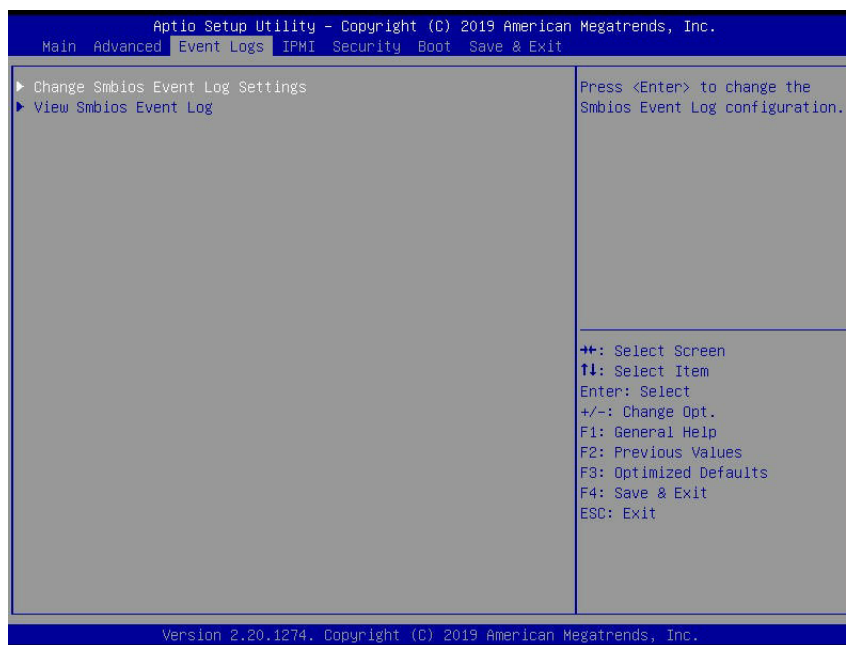 Aptio Setup Utility – Copyright (C) 2019 American Megatrends, Inc.
Main Advanced Event Logs IPMI Security Boot Save & Exit
▶ Change Smbios Event Log Settings
▶ View Smbios Event Log
Press <Enter> to change the
Smbios Event Log configuration.
→←: Select Screen
↑↓: Select Item
Enter: Select
+/-: Change Opt.
F1: General Help
F2: Previous Values
F3: Optimized Defaults
F4: Save & Exit
ESC: Exit
Version 2.20.1274. Copyright (C) 2019 American Megatrends, Inc.